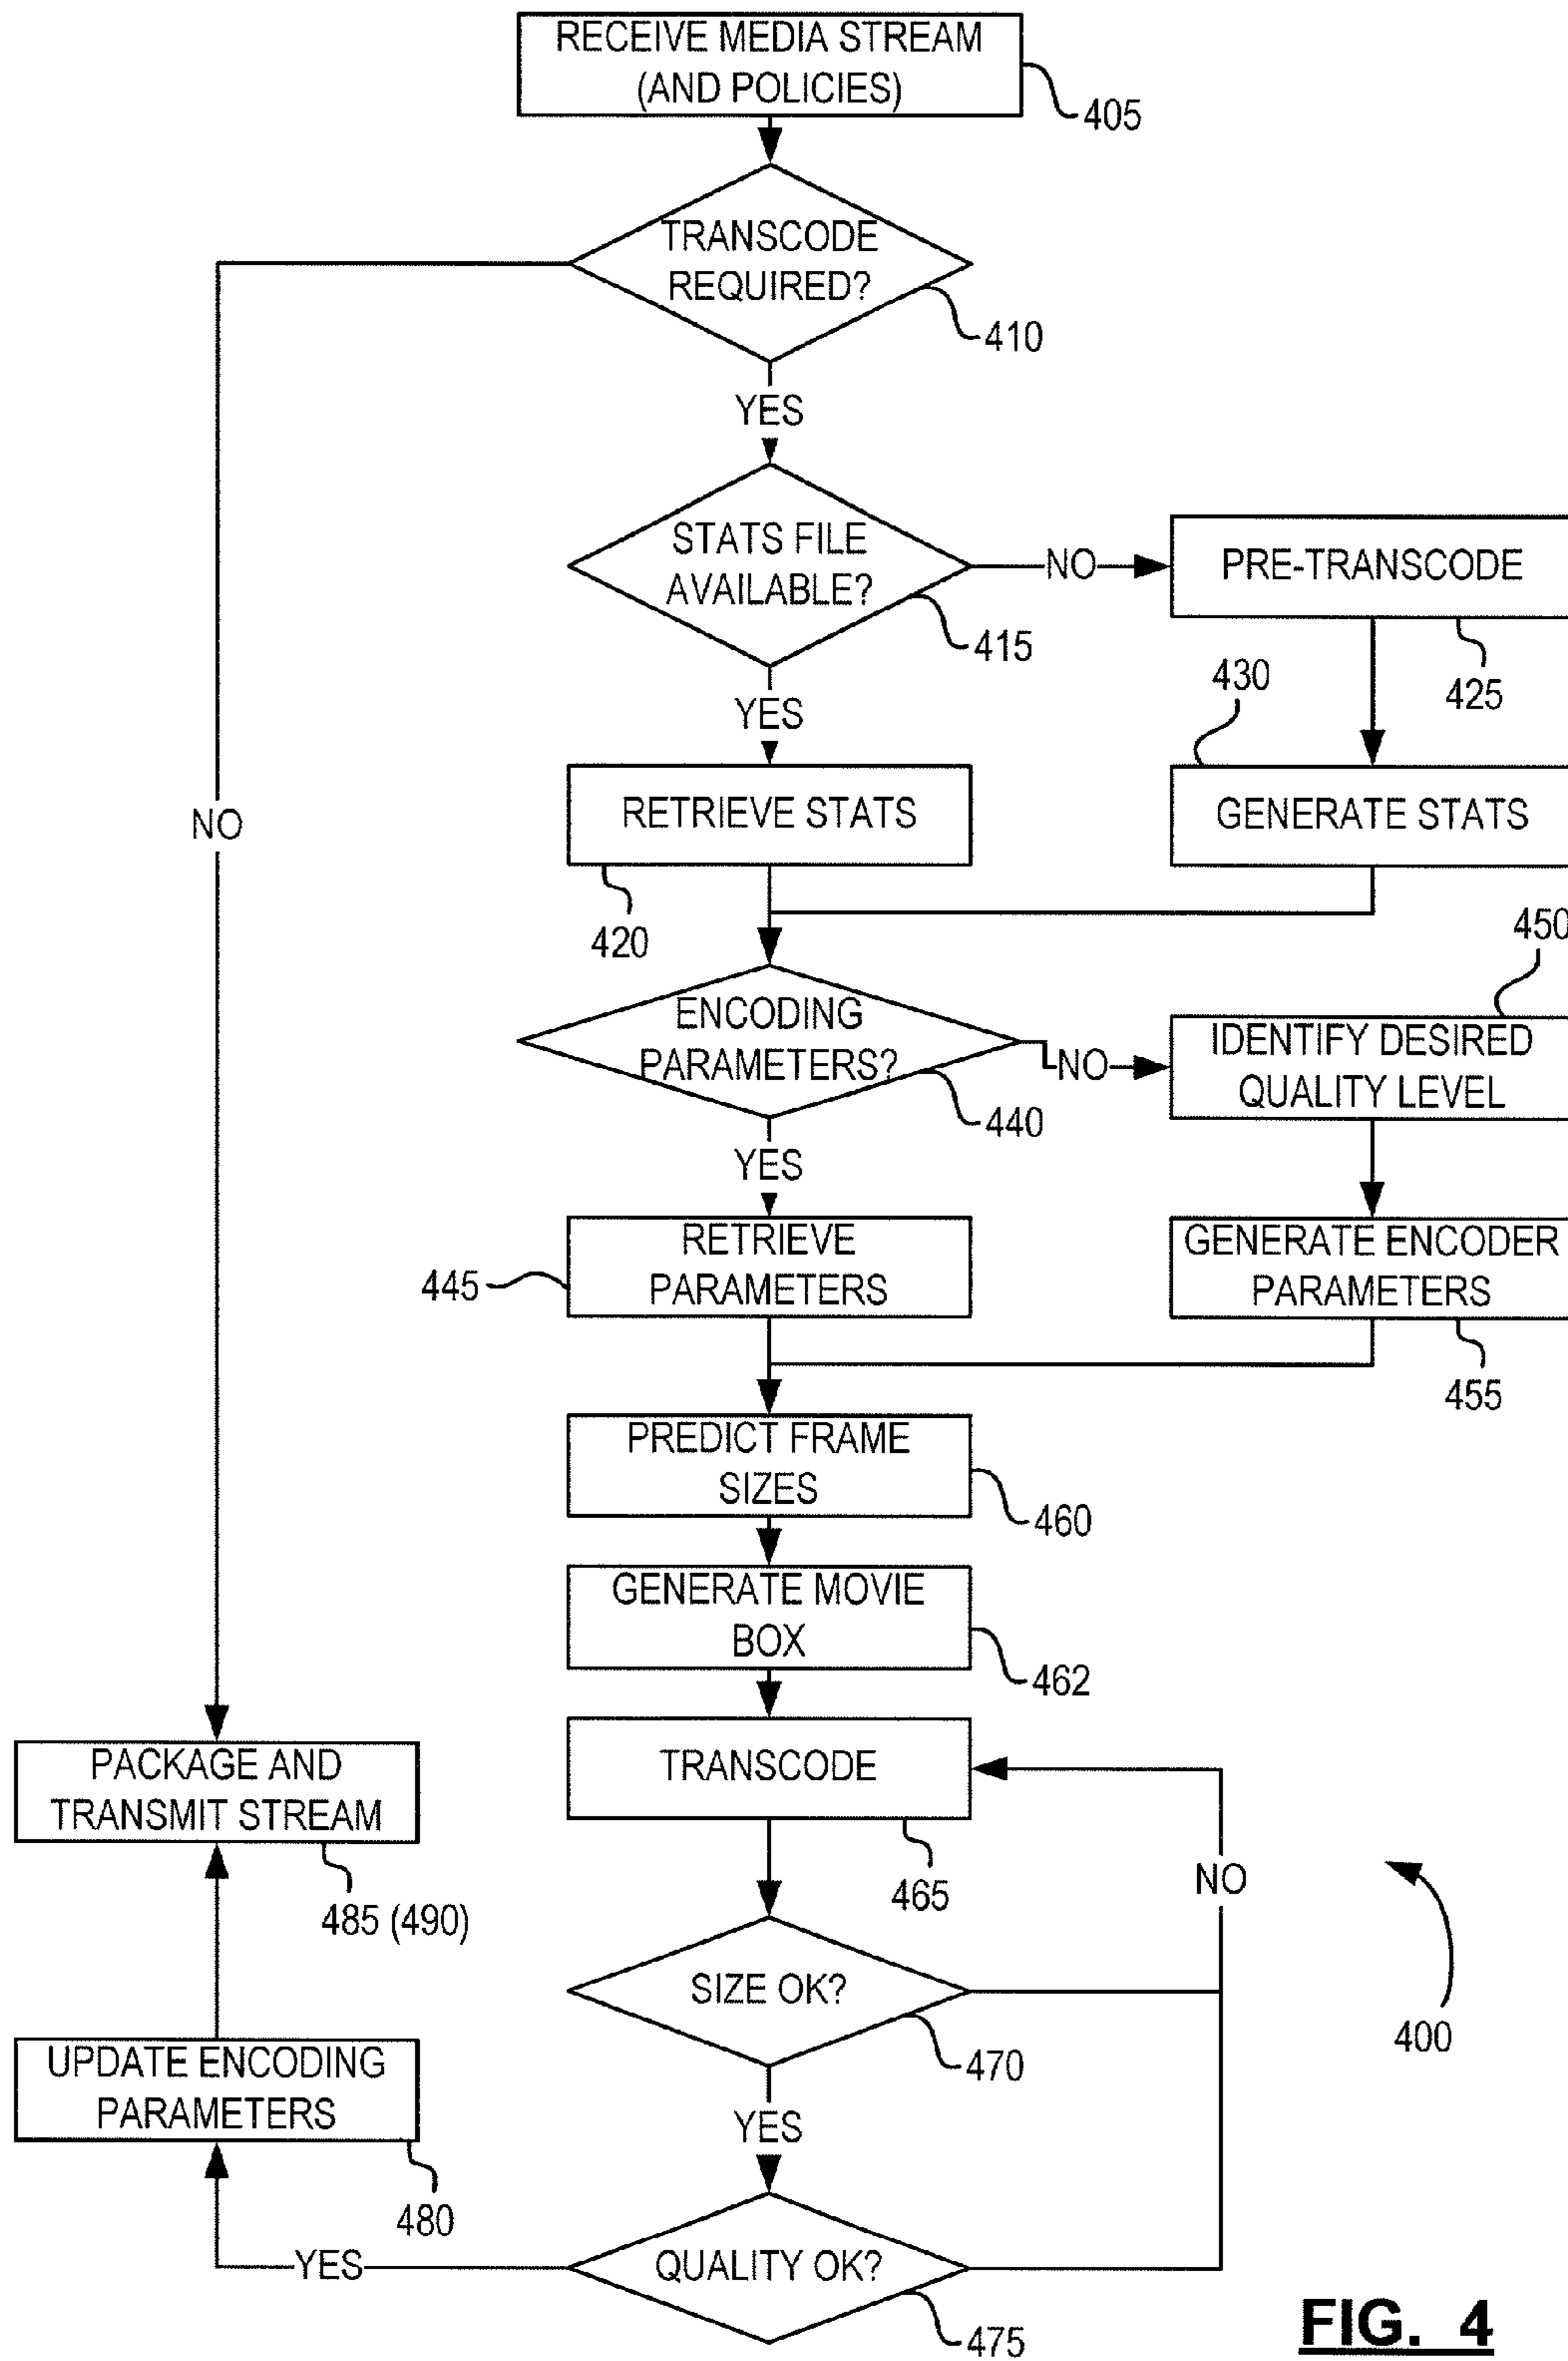 RECEIVE MEDIA STREAM
(AND POLICIES)
405
TRANSCODE
REQUIRED?
410
YES
STATS FILE
AVAILABLE?
415
NO
PRE-TRANSCODE
425
YES
430
RETRIEVE STATS
420
GENERATE STATS
NO
ENCODING
PARAMETERS?
440
NO
450
IDENTIFY DESIRED
QUALITY LEVEL
YES
RETRIEVE
PARAMETERS
445
GENERATE ENCODER
PARAMETERS
455
PREDICT FRAME
SIZES
460
GENERATE MOVIE
BOX
462
TRANSCODE
465
NO
PACKAGE AND
TRANSMIT STREAM
485 (490)
SIZE OK?
470
400
YES
UPDATE ENCODING
PARAMETERS
480
YES
QUALITY OK?
475
FIG. 4